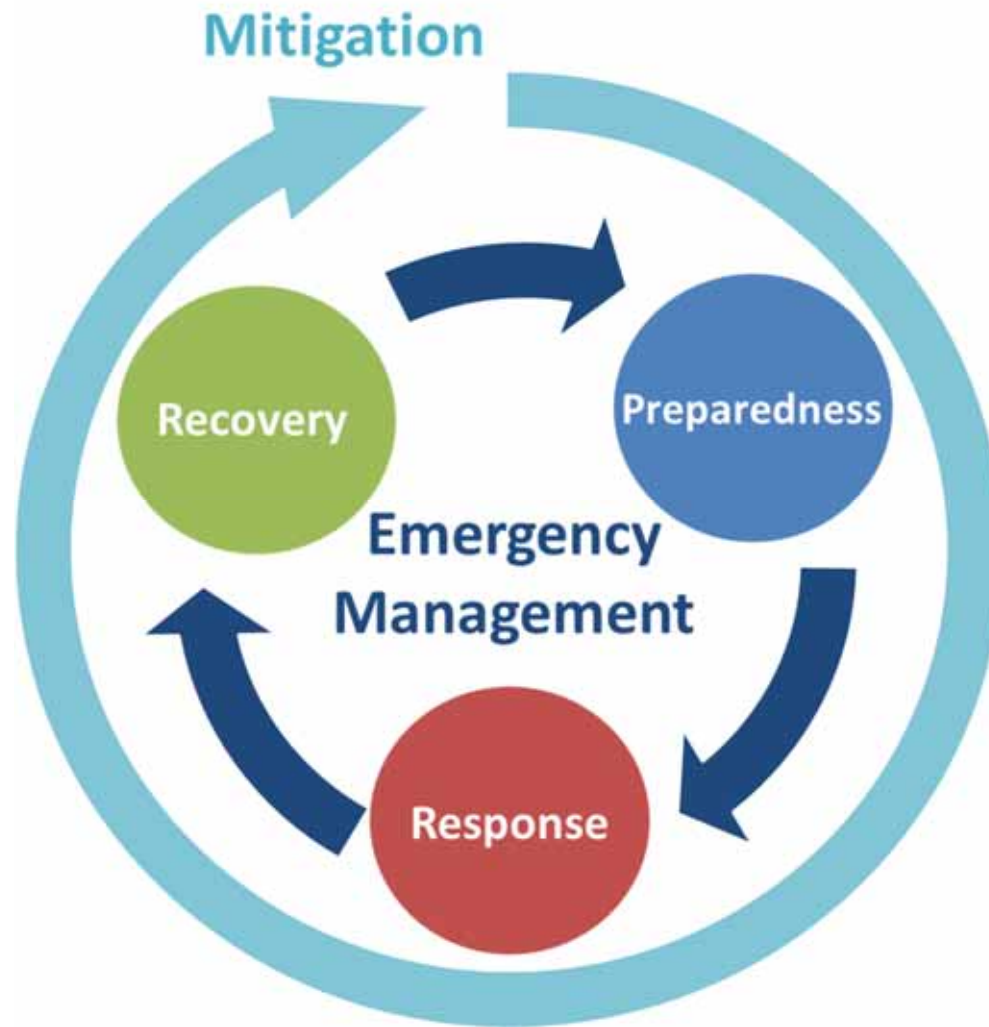 Mitigation
Recovery
Preparedness
Emergency
Management
Response